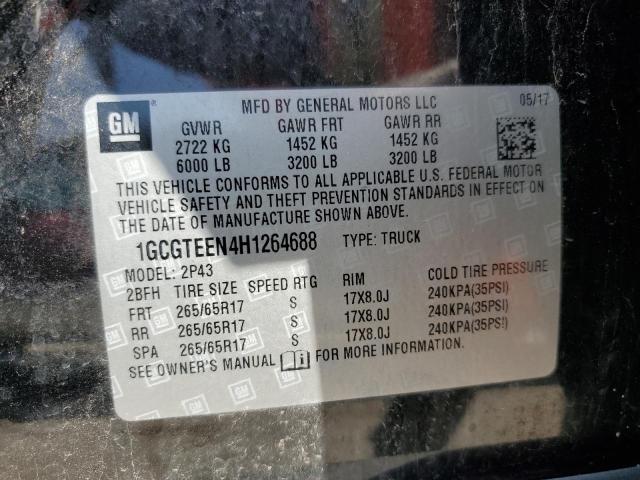 MFD BY GENERAL MOTORS LLC 05/17
GM ®
GVWR GAWR FRT GAWR RR
2722 KG 1452 KG 1452 KG
6000 LB 3200 LB 3200 LB
THIS VEHICLE CONFORMS TO ALL APPLICABLE U.S. FEDERAL MOTOR
VEHICLE SAFETY AND THEFT PREVENTION STANDARDS IN EFFECT ON
THE DATE OF MANUFACTURE SHOWN ABOVE.
1GCGTEEN4H1264688 TYPE: TRUCK
MODEL: 2P43
2BFH TIRE SIZE SPEED RTG RIM COLD TIRE PRESSURE
FRT 265/65R17 S 17X8.0J 240KPA(35PSI)
RR 265/65R17 S 17X8.0J 240KPA(35PSI)
SPA 265/65R17 S 17X8.0J 240KPA(35PSI)
SEE OWNER'S MANUAL FOR MORE INFORMATION.